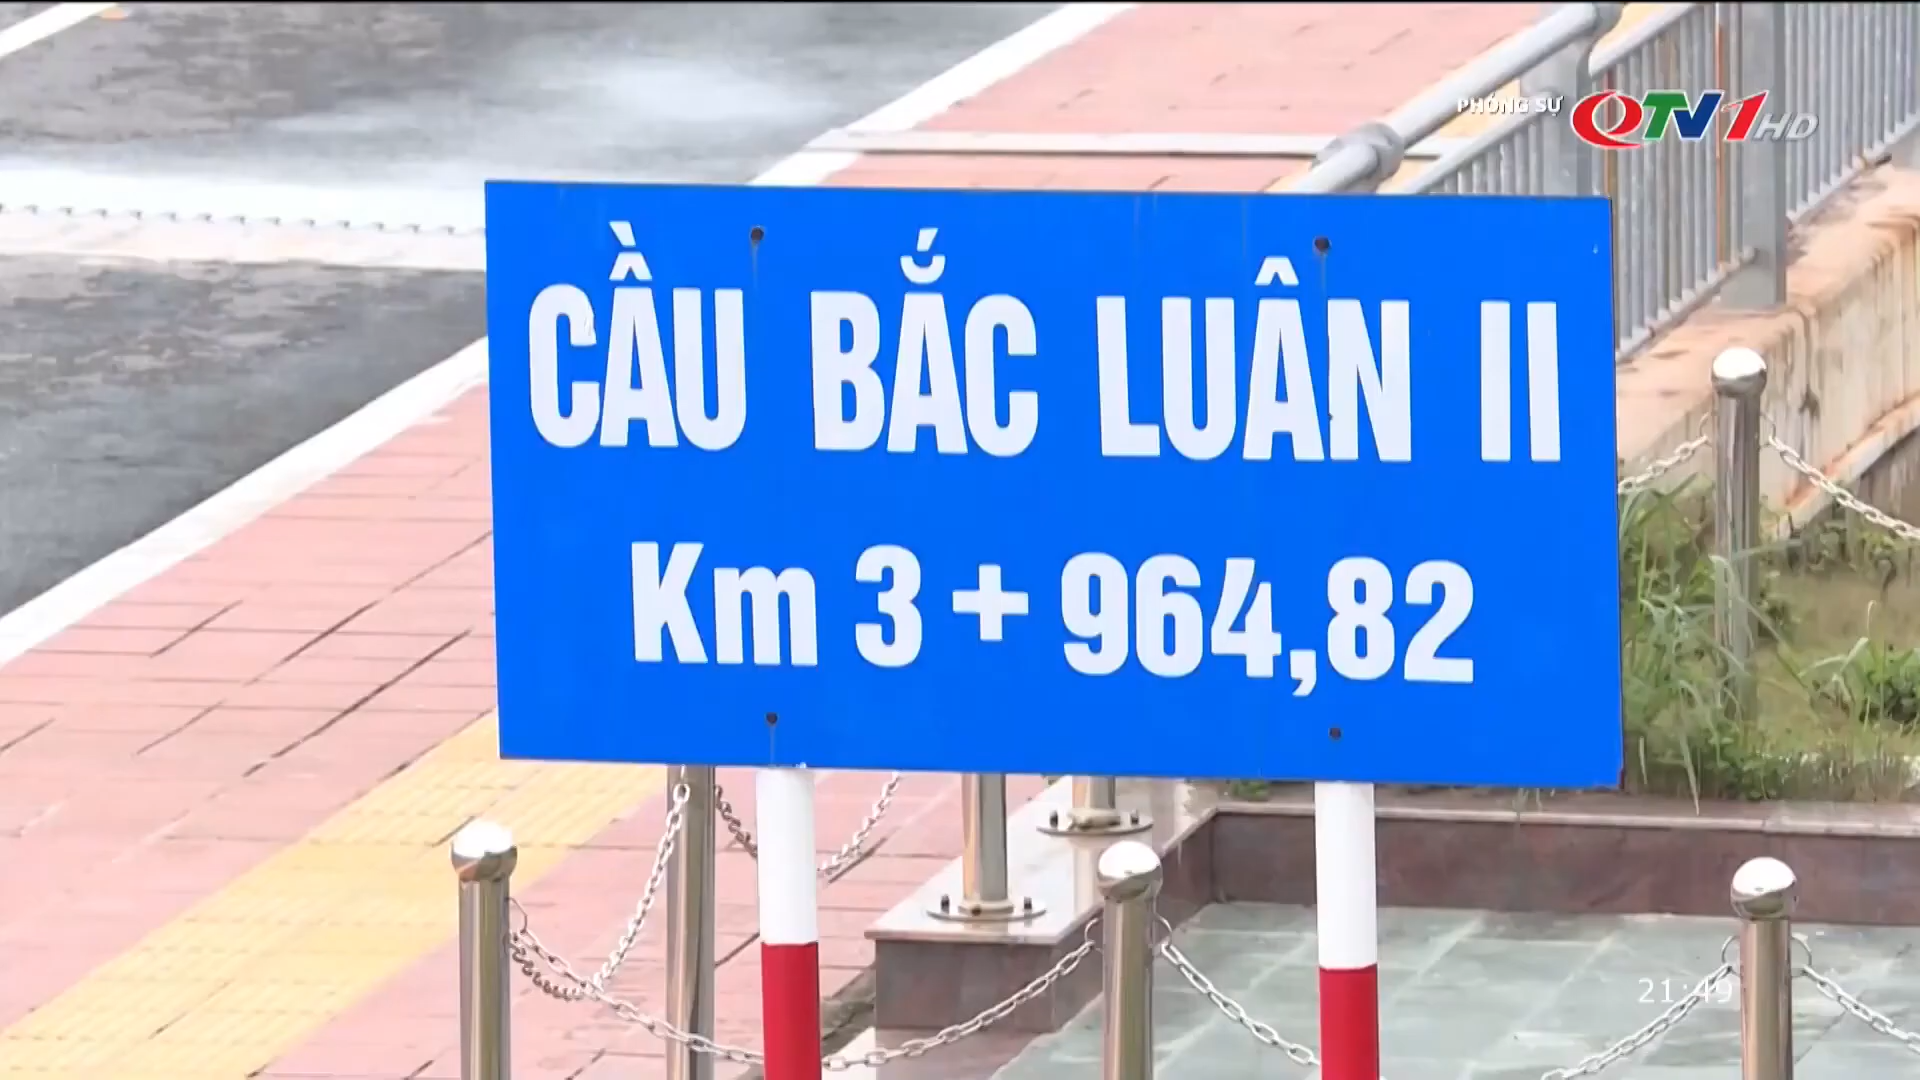 PHÓNG SỰ QTV1HD
CẦU BẮC LUÂN II
Km 3 + 964,82
21:49